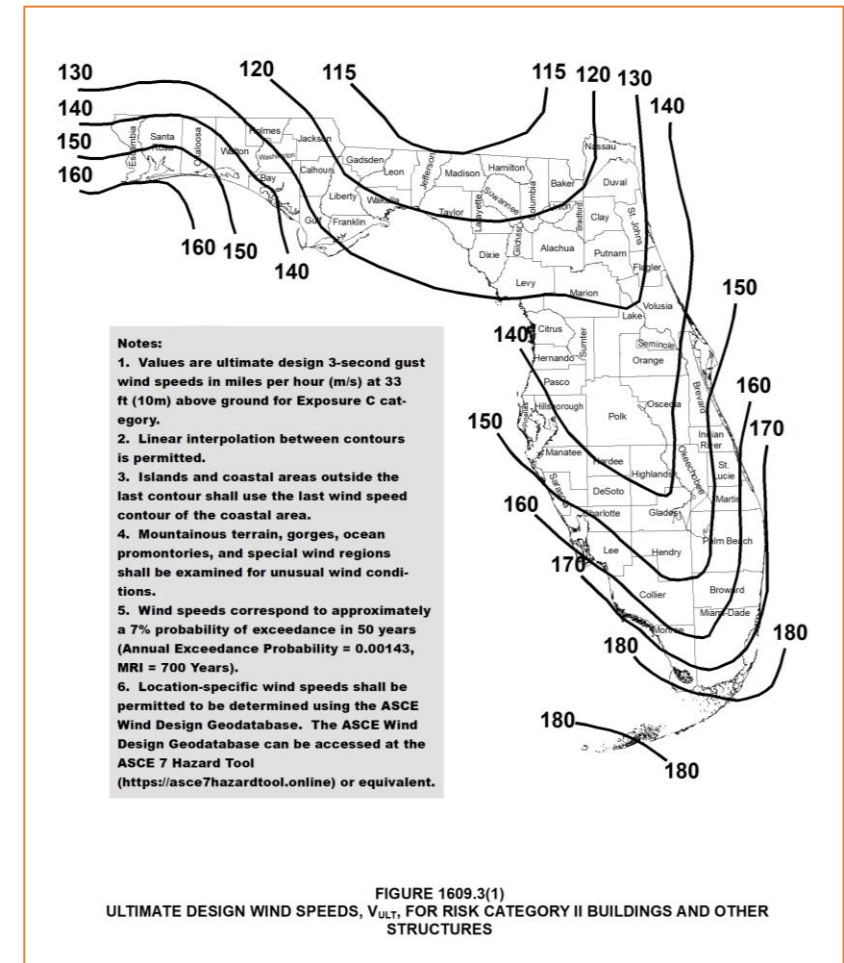 130
120
115
115
120
130
140
140
150
160
160
150
140
Escambia
Santa
Rosa
Okaloosa
Walton
Holmes
Washington
Jackson
Bay
Calhoun
Gulf
Liberty
Franklin
Gadsden
Leon
Wakulla
Jefferson
Madison
Taylor
Hamilton
Suwannee
Lafayette
Dixie
Columbia
Gilchrist
Baker
Union
Bradford
Alachua
Levy
Nassau
Duval
Clay
St. Johns
Putnam
Flagler
Marion
Volusia
Lake
Citrus
Sumter
Hernando
Pasco
Hillsborough
Pinellas
Seminole
Orange
Osceola
Brevard
Polk
Indian
River
Manatee
Hardee
Highlands
Okeechobee
St.
Lucie
Sarasota
DeSoto
Martin
Charlotte
Glades
Lee
Hendry
Palm Beach
Collier
Broward
Monroe
Miami-Dade
150
160
170
140
150
160
170
180
180
180
180
Notes:
1. Values are ultimate design 3-second gust
wind speeds in miles per hour (m/s) at 33
ft (10m) above ground for Exposure C cat-
egory.
2. Linear interpolation between contours
is permitted.
3. Islands and coastal areas outside the
last contour shall use the last wind speed
contour of the coastal area.
4. Mountainous terrain, gorges, ocean
promontories, and special wind regions
shall be examined for unusual wind condi-
tions.
5. Wind speeds correspond to approximately
a 7% probability of exceedance in 50 years
(Annual Exceedance Probability = 0.00143,
MRI = 700 Years).
6. Location-specific wind speeds shall be
permitted to be determined using the ASCE
Wind Design Geodatabase. The ASCE Wind
Design Geodatabase can be accessed at the
ASCE 7 Hazard Tool
(https://asce7hazardtool.online) or equivalent.
FIGURE 1609.3(1)
ULTIMATE DESIGN WIND SPEEDS, VULT, FOR RISK CATEGORY II BUILDINGS AND OTHER
STRUCTURES